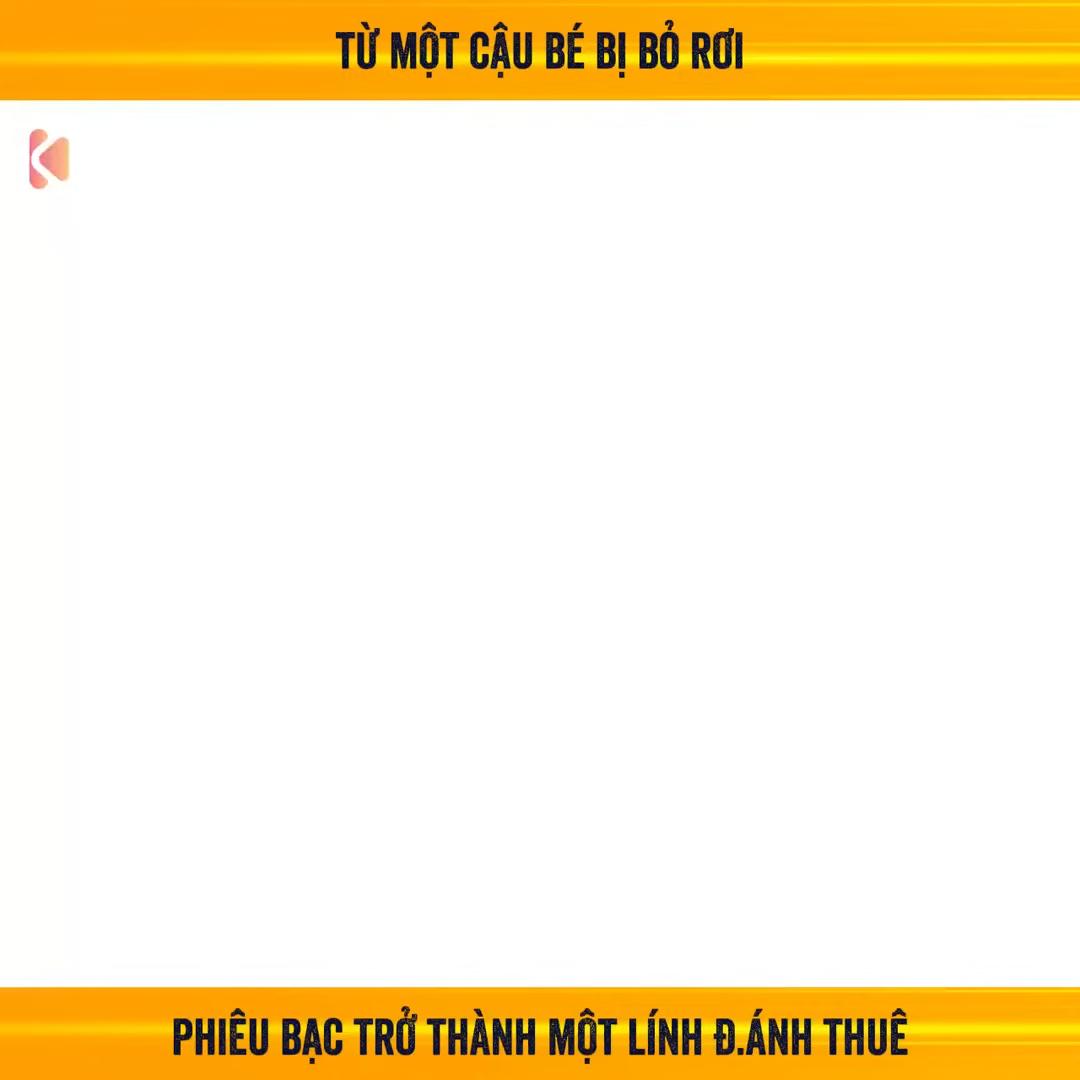 TỪ MỘT CẬU BÉ BỊ BỎ RƠI
PHIÊU BẠC TRỞ THÀNH MỘT LÍNH Đ.ÁNH THUÊ